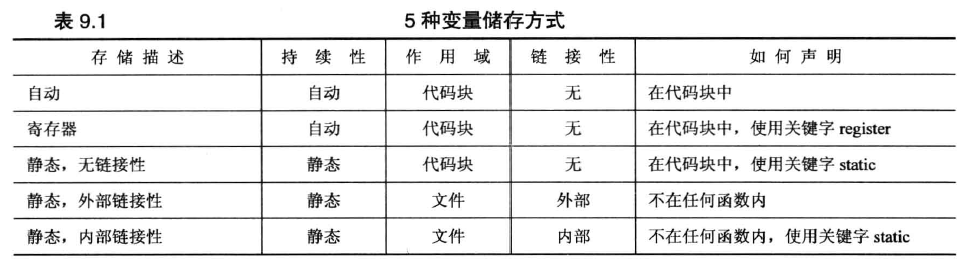 表 9.1 5 种变量储存方式
存储描述 持续性 作用域 链接性 如何声明
自动 自动 代码块 无 在代码块中
寄存器 自动 代码块 无 在代码块中，使用关键字 register
静态，无链接性 静态 代码块 无 在代码块中，使用关键字 static
静态，外部链接性 静态 文件 外部 不在任何函数内
静态，内部链接性 静态 文件 内部 不在任何函数内，使用关键字 static